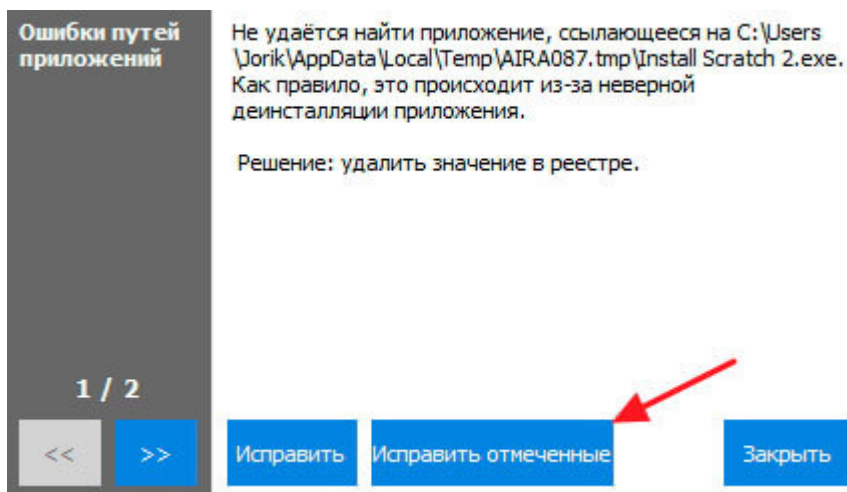 Ошибки путей
приложений
Не удаётся найти приложение, ссылающееся на C:\Users
\Jorik\AppData\Local\Temp\AIRA087.tmp\Install Scratch 2.exe.
Как правило, это происходит из-за неверной
деинсталляции приложения.
Решение: удалить значение в реестре.
1 / 2
<< >> Исправить Исправить отмеченные Закрыть